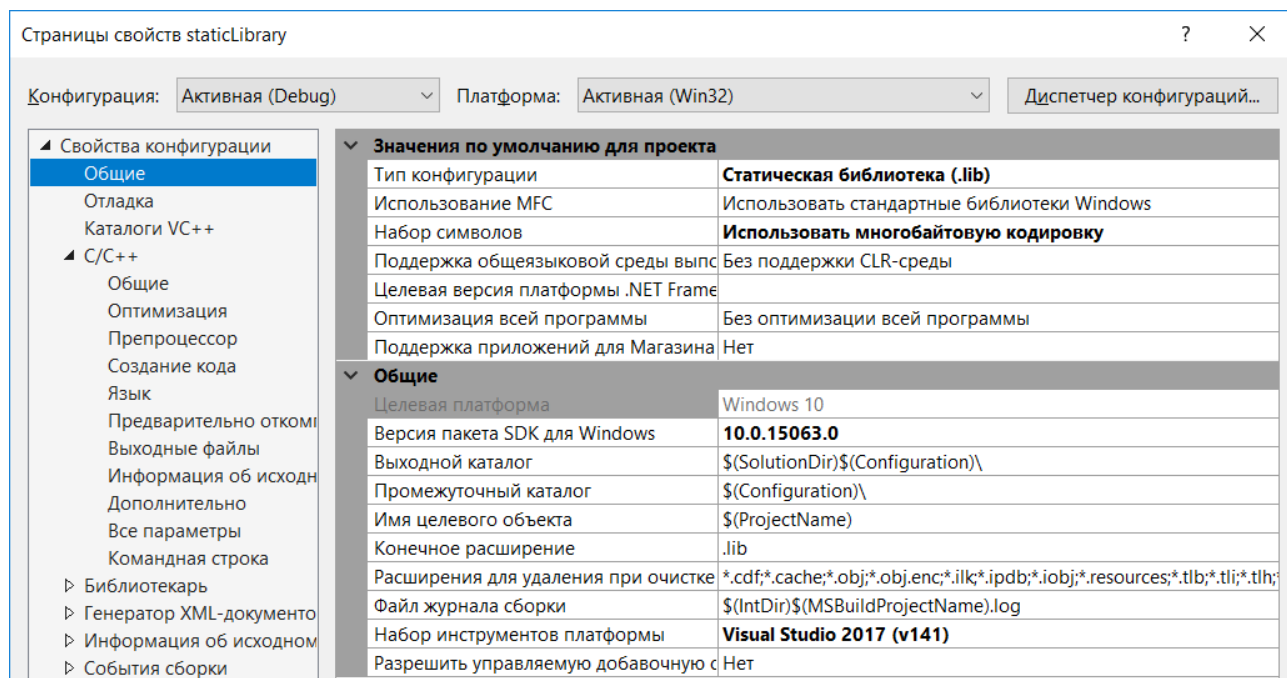 Страницы свойств staticLibrary ? ×
Конфигурация: Активная (Debug) Платформа: Активная (Win32) Диспетчер конфигураций...
Свойства конфигурации
Общие
Отладка
Каталоги VC++
C/C++
Общие
Оптимизация
Препроцессор
Создание кода
Язык
Предварительно откомп
Выходные файлы
Информация об исходн
Дополнительно
Все параметры
Командная строка
Библиотекарь
Генератор XML-документо
Информация об исходном
События сборки
Значения по умолчанию для проекта
Тип конфигурации Статическая библиотека (.lib)
Использование MFC Использовать стандартные библиотеки Windows
Набор символов Использовать многобайтовую кодировку
Поддержка общеязыковой среды выпо Без поддержки CLR-среды
Целевая версия платформы .NET Frame
Оптимизация всей программы Без оптимизации всей программы
Поддержка приложений для Магазина Нет
Общие
Целевая платформа Windows 10
Версия пакета SDK для Windows 10.0.15063.0
Выходной каталог $(SolutionDir)$(Configuration)\
Промежуточный каталог $(Configuration)\
Имя целевого объекта $(ProjectName)
Конечное расширение .lib
Расширения для удаления при очистке *.cdf;*.cache;*.obj;*.obj.enc;*.ilk;*.ipdb;*.iobj;*.resources;*.tlb;*.tli;*.tlh;*
Файл журнала сборки $(IntDir)$(MSBuildProjectName).log
Набор инструментов платформы Visual Studio 2017 (v141)
Разрешить управляемую добавочную с Нет